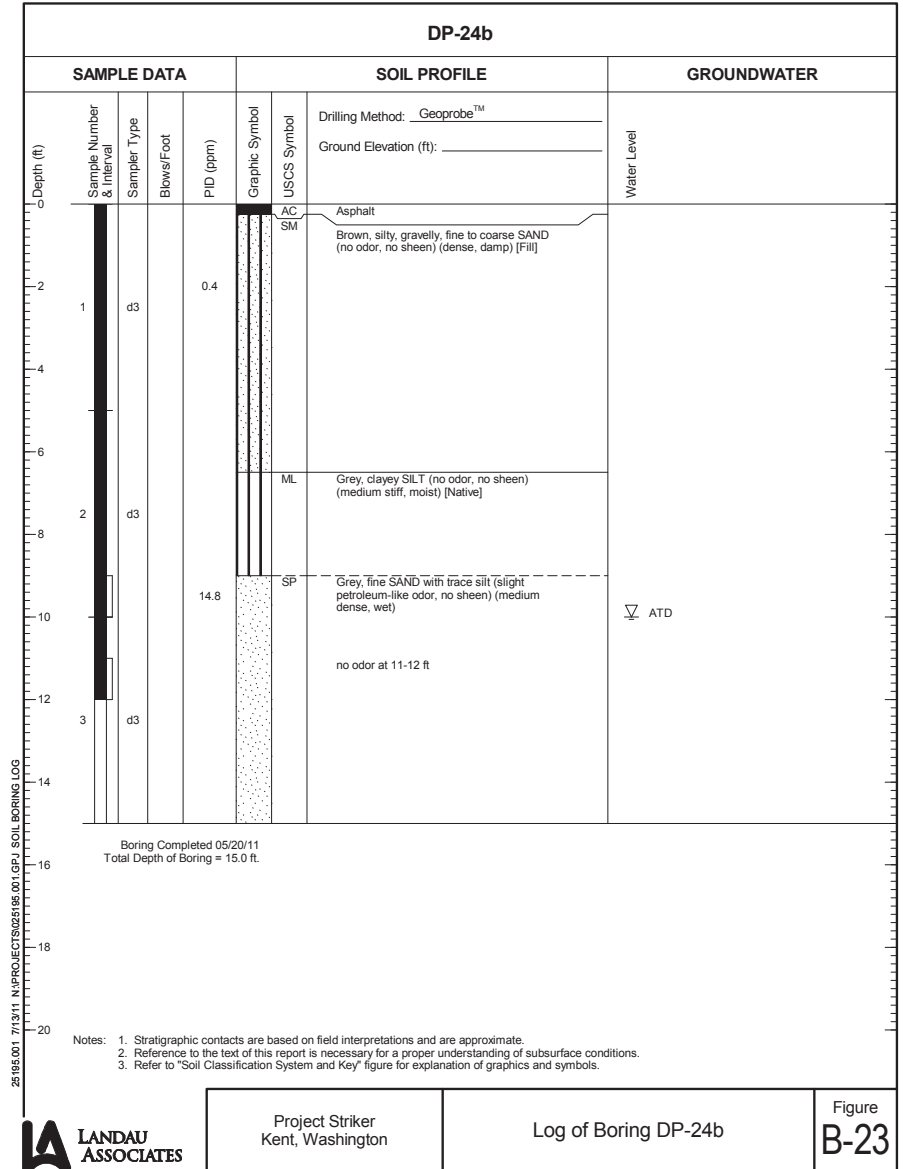 DP-24b
SAMPLE DATA
SOIL PROFILE
GROUNDWATER
Depth (ft)
Sample Number
& Interval
Sampler Type
Blows/Foot
PID (ppm)
Graphic Symbol
USCS Symbol
Drilling Method: Geoprobe™
Ground Elevation (ft):
Water Level
0
AC
Asphalt
SM
Brown, silty, gravelly, fine to coarse SAND
(no odor, no sheen) (dense, damp) [Fill]
2
0.4
1
d3
4
6
ML
Grey, clayey SILT (no odor, no sheen)
(medium stiff, moist) [Native]
2
d3
8
SP
Grey, fine SAND with trace silt (slight
petroleum-like odor, no sheen) (medium
dense, wet)
14.8
10
ATD
no odor at 11-12 ft
12
3
d3
14
Boring Completed 05/20/11
Total Depth of Boring = 15.0 ft.
16
18
20
Notes: 1. Stratigraphic contacts are based on field interpretations and are approximate.
2. Reference to the text of this report is necessary for a proper understanding of subsurface conditions.
3. Refer to "Soil Classification System and Key" figure for explanation of graphics and symbols.
25195.001 7/13/11 N:\PROJECTS\025195.001.GPJ SOIL BORING LOG
LANDAU
ASSOCIATES
Project Striker
Kent, Washington
Log of Boring DP-24b
Figure
B-23